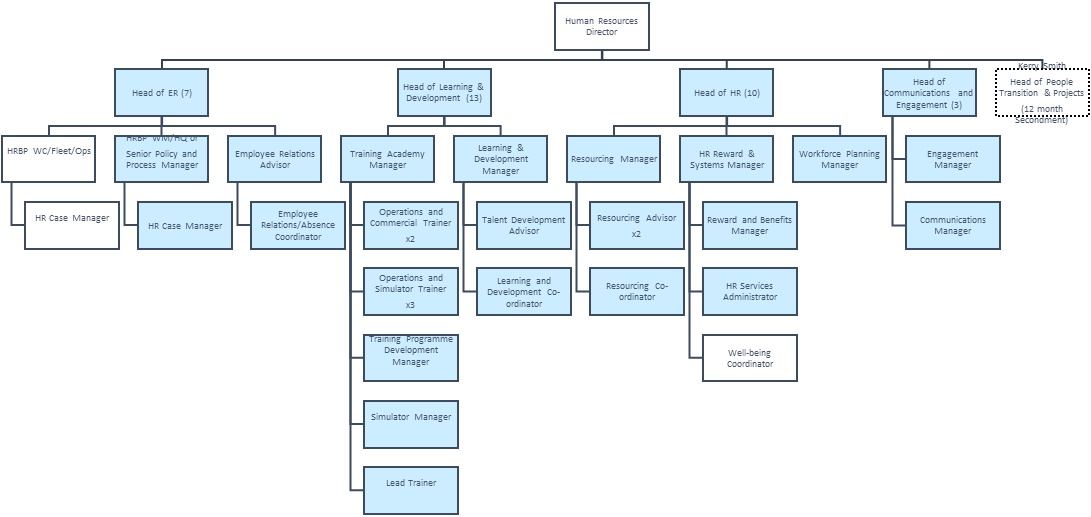 Human Resources
Director
Kerry Smith
Head of ER (7)
Head of Learning &
Development (13)
Head of HR (10)
Head of
Communications and
Engagement (3)
Head of People
Transition & Projects
(12 month
Secondment)
HRBP WC/Fleet/Ops
HRBP WM/HQ or
Senior Policy and
Process Manager
Employee Relations
Advisor
Training Academy
Manager
Learning &
Development
Manager
Resourcing Manager
HR Reward &
Systems Manager
Workforce Planning
Manager
Engagement
Manager
HR Case Manager
HR Case Manager
Employee
Relations/Absence
Coordinator
Operations and
Commercial Trainer
x2
Talent Development
Advisor
Resourcing Advisor
x2
Reward and Benefits
Manager
Communications
Manager
Operations and
Simulator Trainer
x3
Learning and
Development Co-
ordinator
Resourcing Co-
ordinator
HR Services
Administrator
Training Programme
Development
Manager
Well-being
Coordinator
Simulator Manager
Lead Trainer